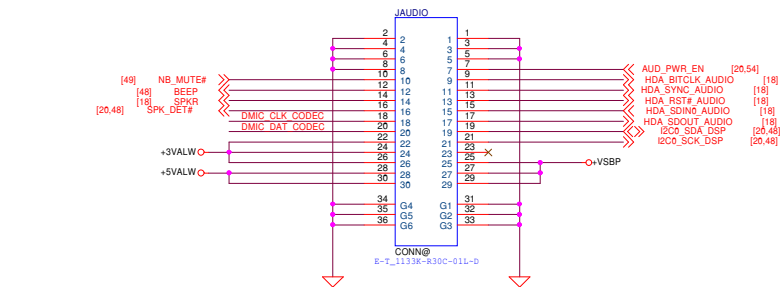 JAUDIO
2 2 1 1
4 4 3 3
6 6 5 5
8 8 7 7 AUD_PWR_EN [20,54]
[49] NB_MUTE# 10 10 9 9 HDA_BITCLK_AUDIO [18]
[48] BEEP 12 12 11 11 HDA_SYNC_AUDIO [18]
[18] SPKR 14 14 13 13 HDA_RST#_AUDIO [18]
[20,48] SPK_DET# 16 16 15 15 HDA_SDIN0_AUDIO [18]
DMIC_CLK_CODEC 18 18 17 17 HDA_SDOUT_AUDIO [18]
DMIC_DAT_CODEC 20 20 19 19 I2C0_SDA_DSP [20,48]
22 22 21 21 I2C0_SCK_DSP [20,48]
+3VALW 24 24 23 23
26 26 25 25 +VSBP
+5VALW 28 28 27 27
30 30 29 29
34 G4 G1 31
35 G5 G2 32
36 G6 G3 33
CONN@
E-T_1133K-R30C-01L-D